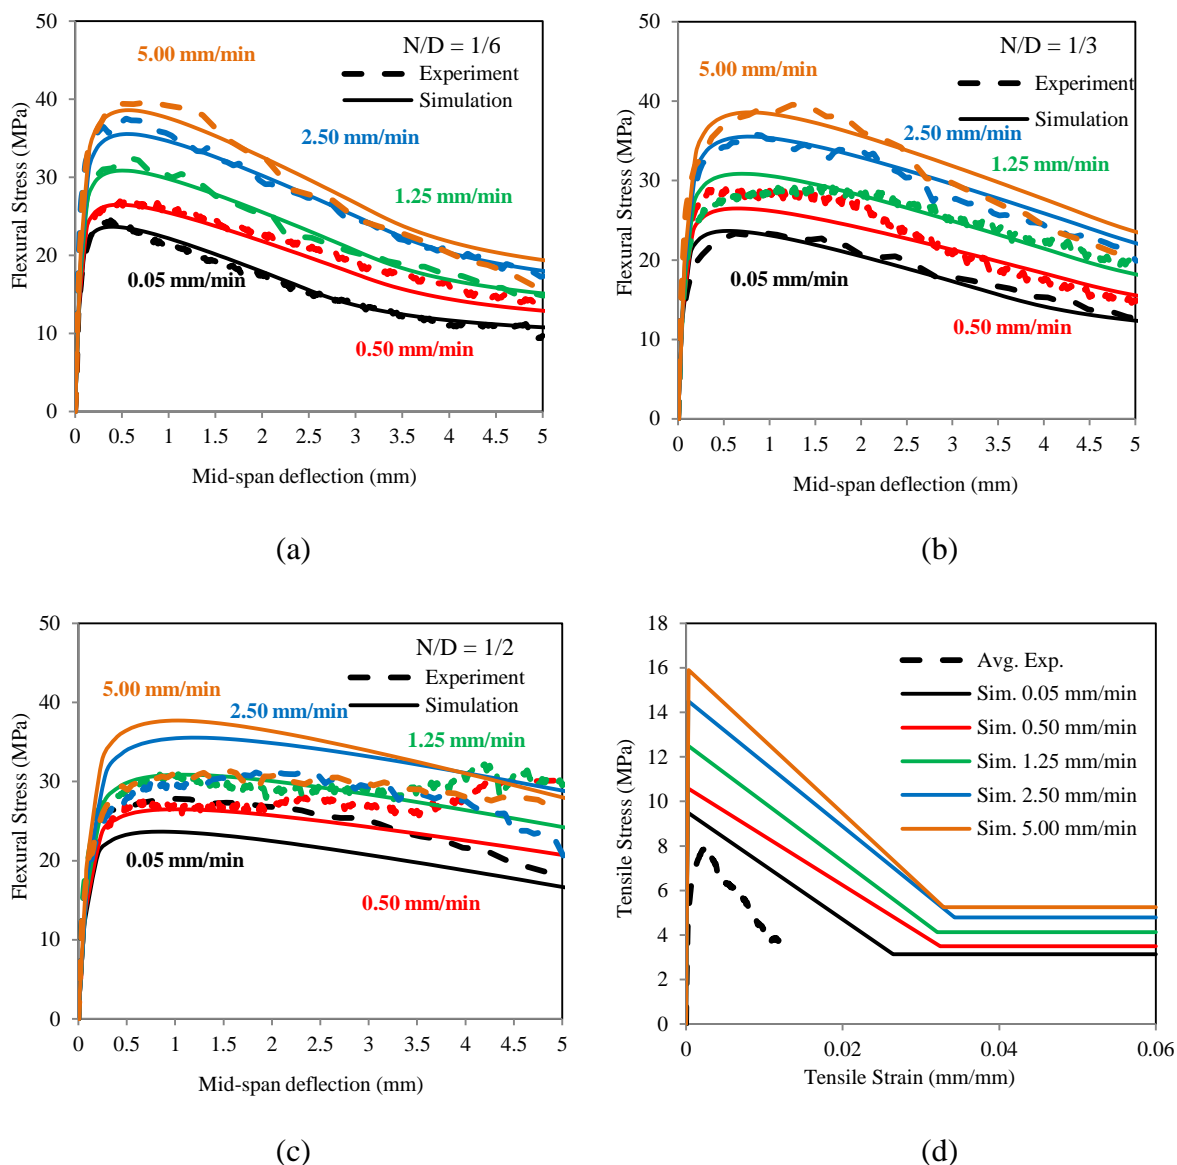 50
40
30
20
10
0
Flexural Stress (MPa)
N/D = 1/6
5.00 mm/min
Experiment
Simulation
2.50 mm/min
1.25 mm/min
0.05 mm/min
0.50 mm/min
0 0.5 1 1.5 2 2.5 3 3.5 4 4.5 5
Mid-span deflection (mm)
(a)
50
40
30
20
10
0
Flexural Stress (MPa)
N/D = 1/3
5.00 mm/min
Experiment
2.50 mm/min
Simulation
1.25 mm/min
0.05 mm/min
0.50 mm/min
0 0.5 1 1.5 2 2.5 3 3.5 4 4.5 5
Mid-span deflection (mm)
(b)
50
40
30
20
10
0
Flexural Stress (MPa)
N/D = 1/2
Experiment
5.00 mm/min
Simulation
2.50 mm/min
1.25 mm/min
0.05 mm/min
0.50 mm/min
0 0.5 1 1.5 2 2.5 3 3.5 4 4.5 5
Mid-span deflection (mm)
(c)
18
16
14
12
10
8
6
4
2
0
Tensile Stress (MPa)
Avg. Exp.
Sim. 0.05 mm/min
Sim. 0.50 mm/min
Sim. 1.25 mm/min
Sim. 2.50 mm/min
Sim. 5.00 mm/min
0 0.02 0.04 0.06
Tensile Strain (mm/mm)
(d)